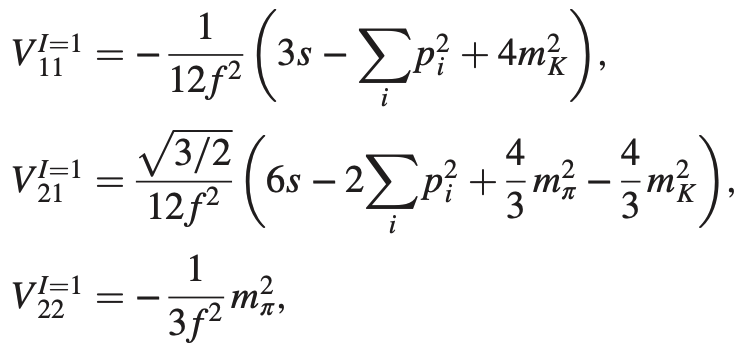 V_{11}^{I=1} = -\frac{1}{12f^2} \left( 3s - \sum_i p_i^2 + 4m_K^2 \right),
V_{21}^{I=1} = \frac{\sqrt{3/2}}{12f^2} \left( 6s - 2\sum_i p_i^2 + \frac{4}{3} m_\pi^2 - \frac{4}{3} m_K^2 \right),
V_{22}^{I=1} = -\frac{1}{3f^2} m_\pi^2,